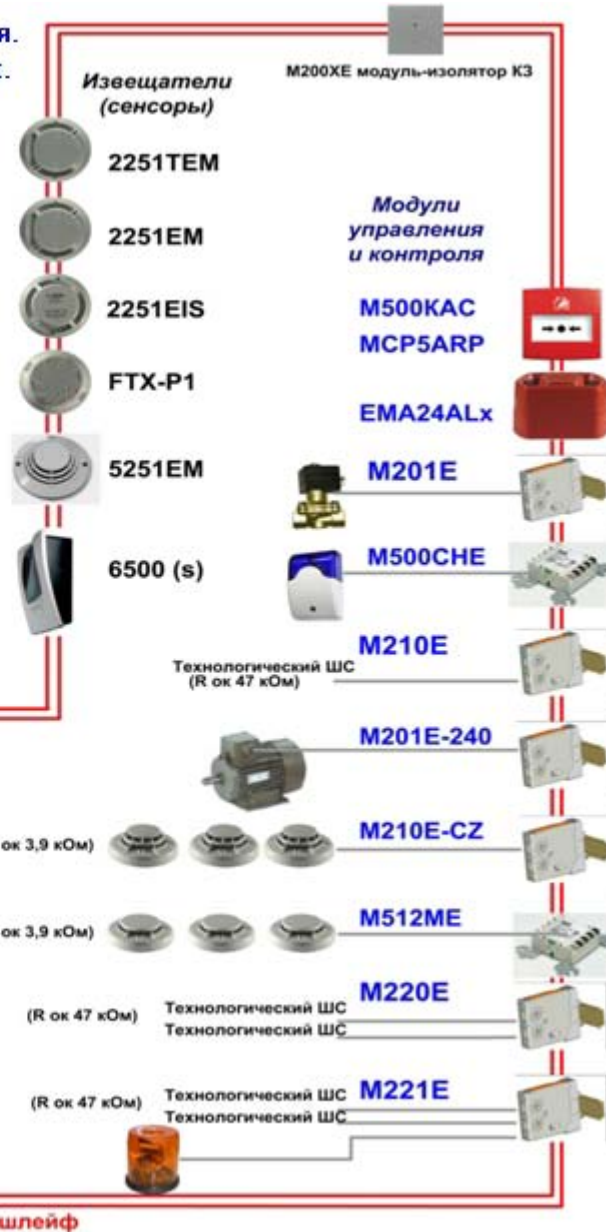 я.
М200ХЕ модуль-изолятор КЗ
Извещатели
(сенсоры)
2251TEM
2251EM
2251EIS
FTX-P1
5251EM
6500 (s)
Модули
управления
и контроля
М500КАС
MCP5ARP
EMA24ALx
M201E
M500CHE
M210E
Технологический ШС
(R ок 47 кОм)
M201E-240
M210E-CZ
ок 3,9 кОм)
M512ME
ок 3,9 кОм)
M220E
(R ок 47 кОм)
Технологический ШС
Технологический ШС
M221E
(R ок 47 кОм)
Технологический ШС
Технологический ШС
шлейф